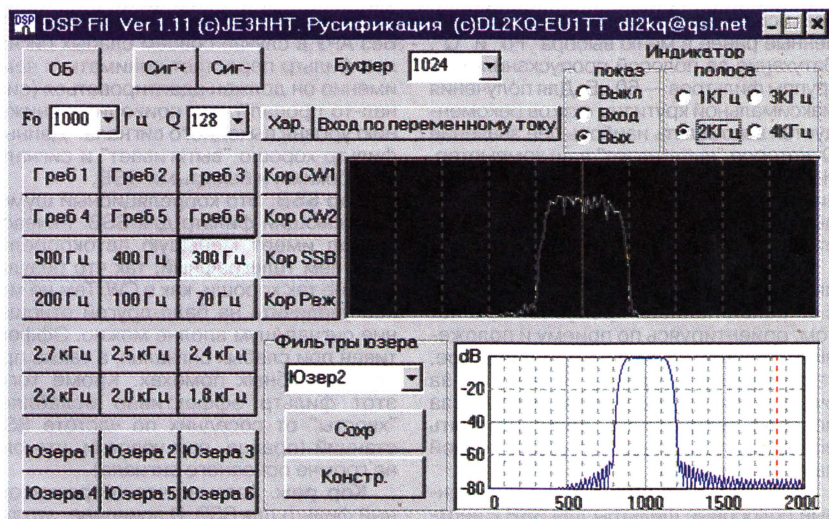 DSP Fil Ver 1.11 (c)JE3HHT. Русификация (c)DL2KQ-EU1TT dl2kq@qsl.net
ОБ Сиг+ Сиг- Буфер 1024
Индикатор
показ полоса
Выкл 1КГц 3КГц
Вход
Вых. 2КГц 4КГц
Fo 1000 Гц Q 128 Хар. Вход по переменному току
Греб 1 Греб 2 Греб 3 Кор CW1
Греб 4 Греб 5 Греб 6 Кор CW2
500 Гц 400 Гц 300 Гц Кор SSB
200 Гц 100 Гц 70 Гц Кор Реж
2,7 кГц 2,5 кГц 2,4 кГц
2,2 кГц 2,0 кГц 1,8 кГц
Юзера 1 Юзера 2 Юзера 3
Юзера 4 Юзера 5 Юзера 6
Фильтры юзера
Юзер2
Сохр
Констр.
dB
-20
-40
-60
-80
0 500 1000 1500 2000